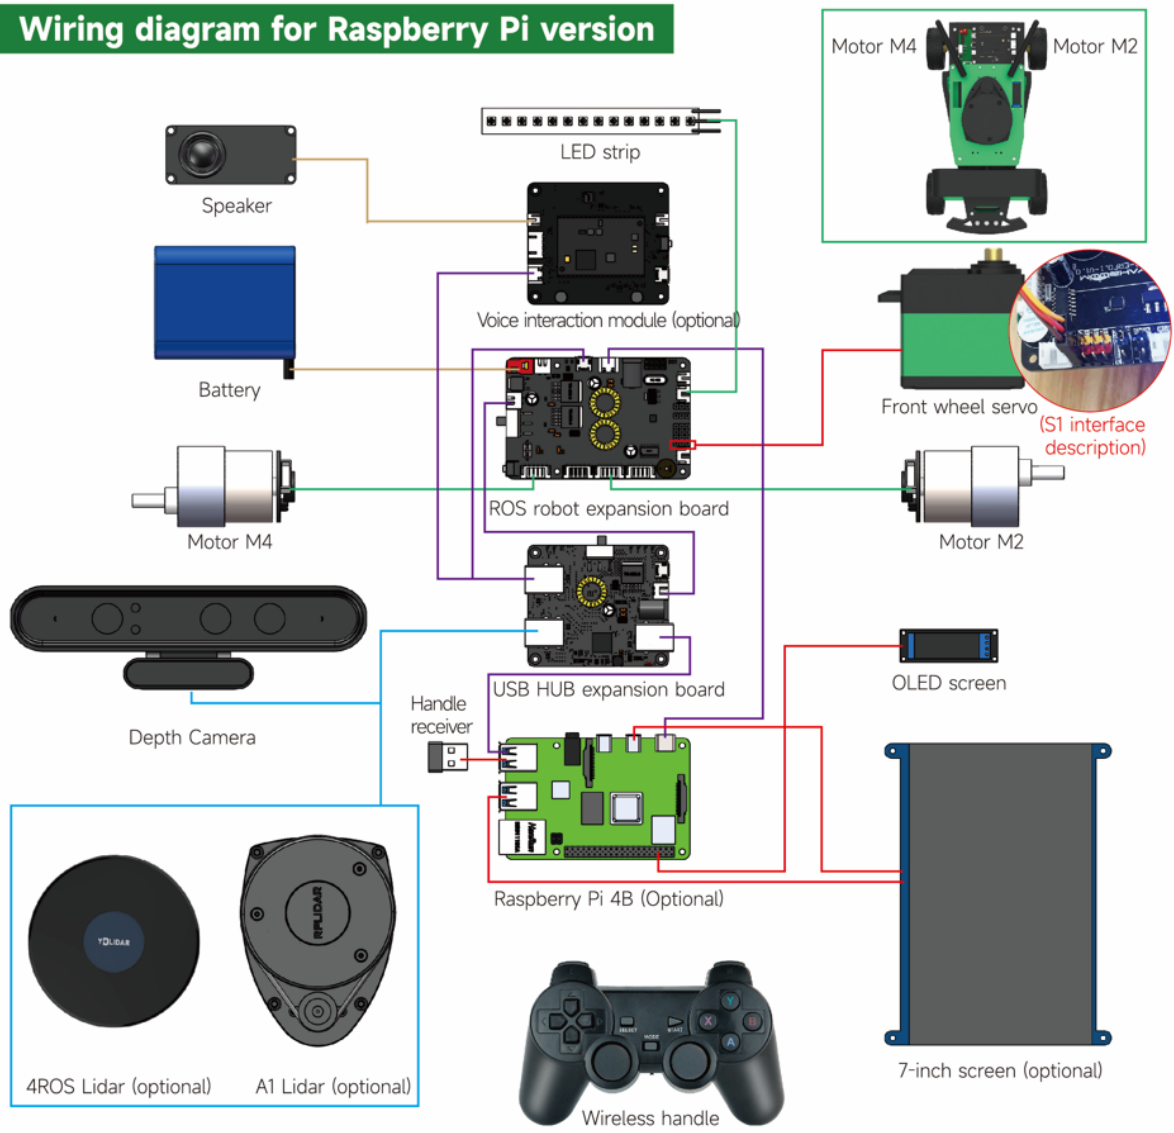 Wiring diagram for Raspberry Pi version
Motor M4
Motor M2
LED strip
Speaker
Voice interaction module (optional)
Battery
Front wheel servo
(S1 interface
description)
ROS robot expansion board
Motor M4
Motor M2
USB HUB expansion board
OLED screen
Handle
receiver
Depth Camera
Raspberry Pi 4B (Optional)
RPLIDAR
YDLIDAR
4ROS Lidar (optional)
A1 Lidar (optional)
7-inch screen (optional)
SELECT
START
MODE
Y
X
B
A
Wireless handle